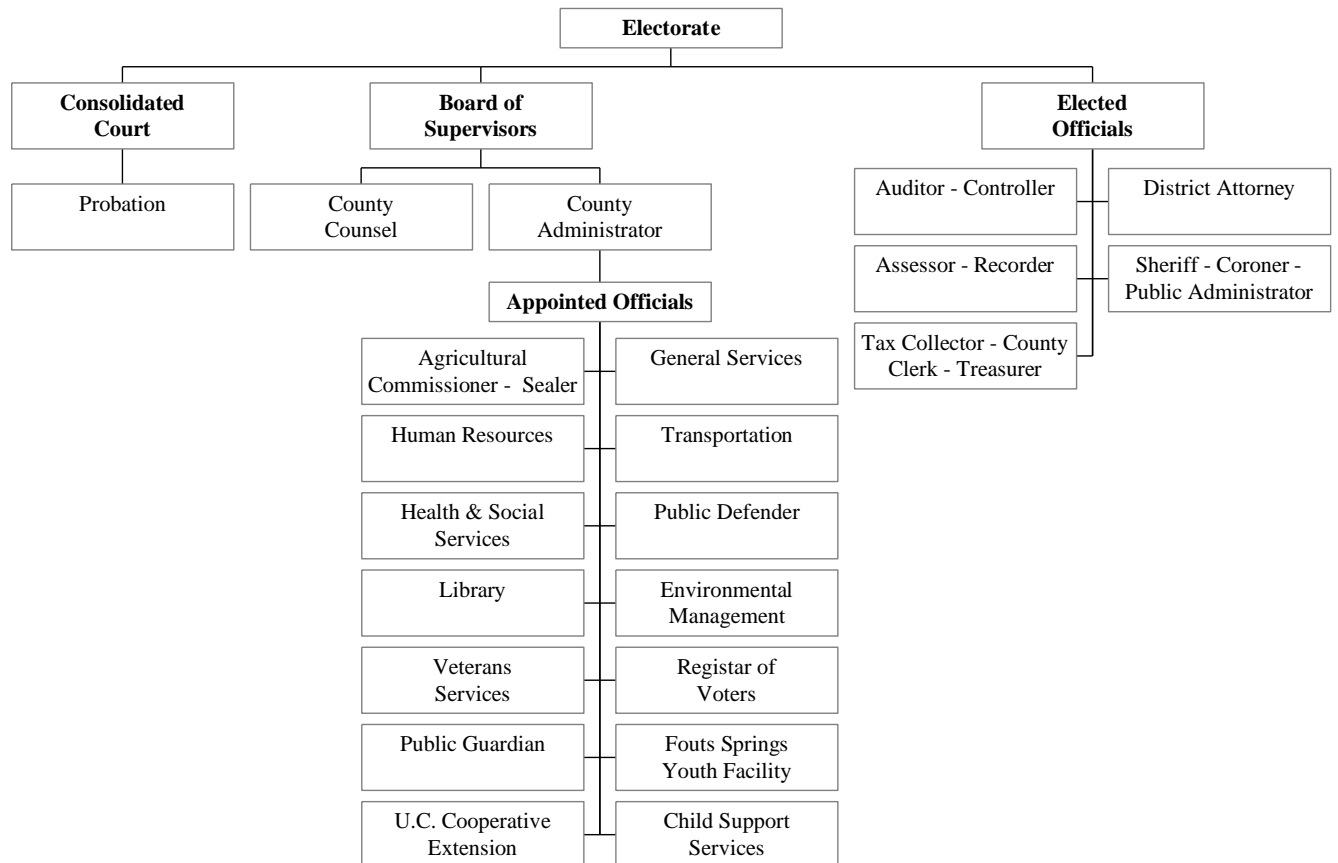 Electorate
Consolidated
Court
Board of
Supervisors
Elected
Officials
Probation
County
Counsel
County
Administrator
Auditor - Controller
District Attorney
Assessor - Recorder
Sheriff - Coroner -
Public Administrator
Tax Collector - County
Clerk - Treasurer
Appointed Officials
Agricultural
Commissioner - Sealer
General Services
Human Resources
Transportation
Health & Social
Services
Public Defender
Library
Environmental
Management
Veterans
Services
Registar of
Voters
Public Guardian
Fouts Springs
Youth Facility
U.C. Cooperative
Extension
Child Support
Services